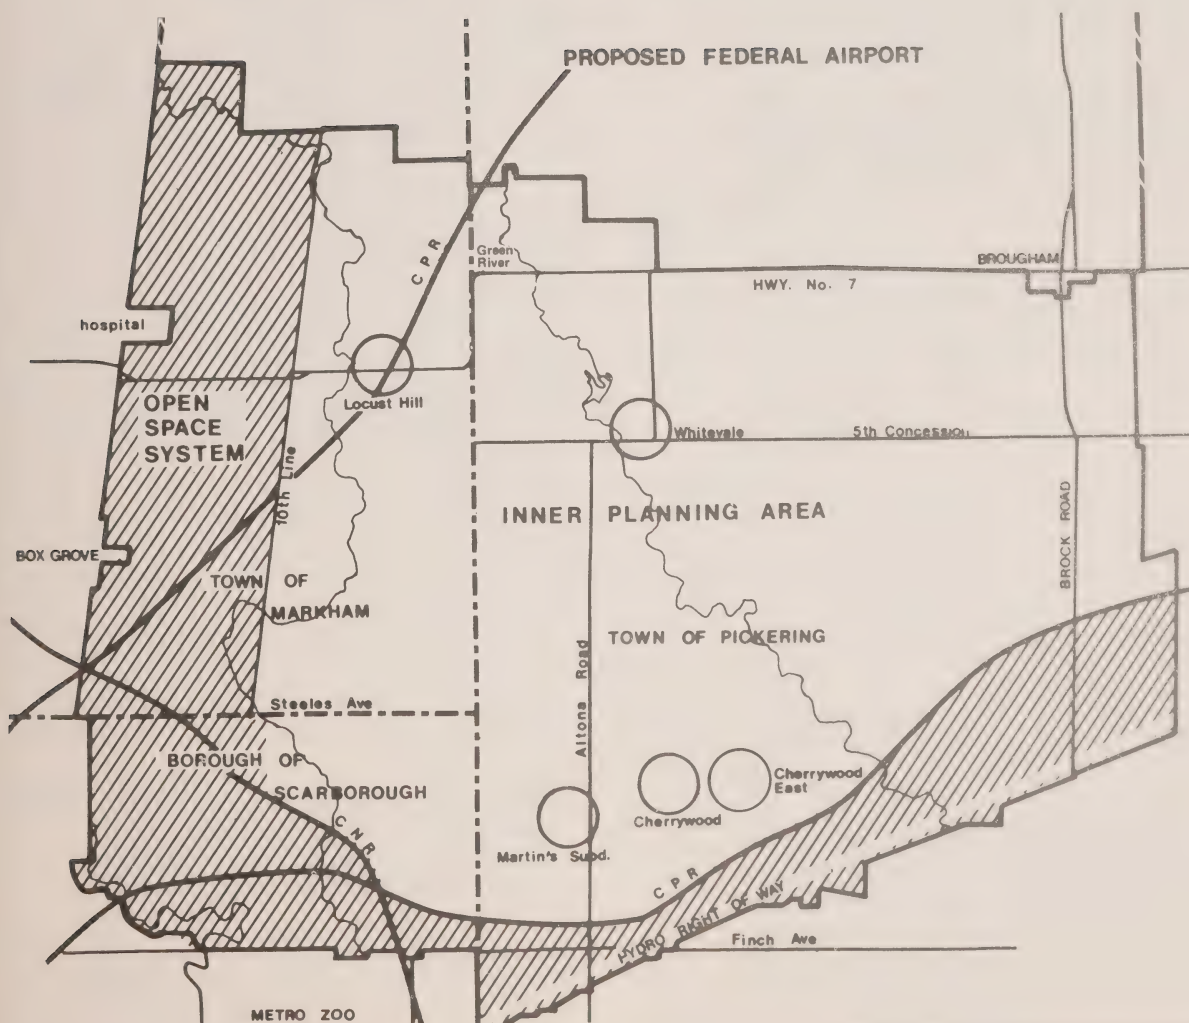 PROPOSED FEDERAL AIRPORT
CPR
Green
River
BROUGHAM
HWY. No. 7
hospital
Locust Hill
OPEN
SPACE
SYSTEM
Whitevale
5th Concession
10th Line
INNER PLANNING AREA
BROCK ROAD
BOX GROVE
TOWN OF
MARKHAM
TOWN OF PICKERING
Altona Road
Steeles Ave
BOROUGH OF
SCARBOROUGH
Cherrywood
East
Cherrywood
CNR
Martin's Subd.
CPR
HYDRO RIGHT OF WAY
Finch Ave
METRO ZOO